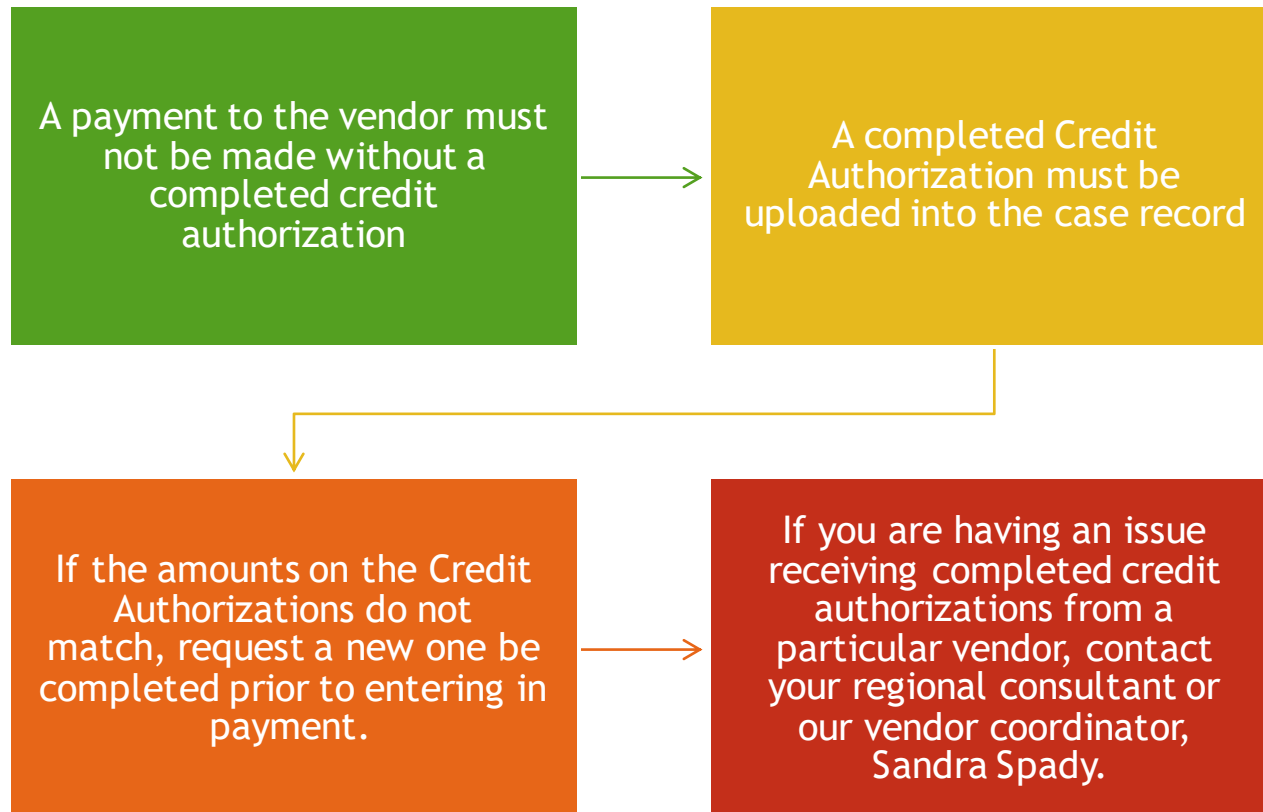 A payment to the vendor must
not be made without a
completed credit
authorization
A completed Credit
Authorization must be
uploaded into the case record
If the amounts on the Credit
Authorizations do not
match, request a new one be
completed prior to entering in
payment.
If you are having an issue
receiving completed credit
authorizations from a
particular vendor, contact
your regional consultant or
our vendor coordinator,
Sandra Spady.